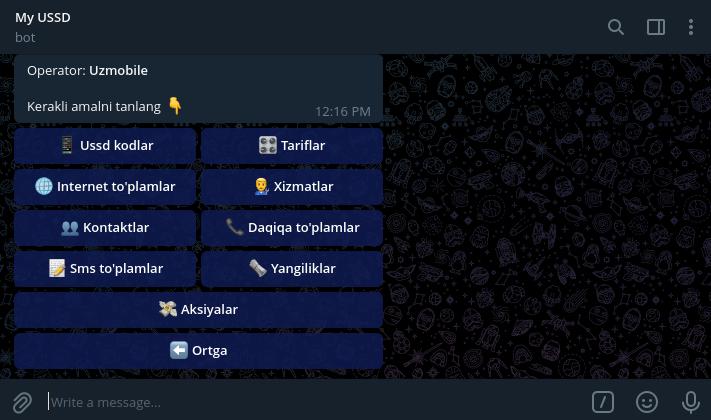 My USSD
bot
Operator: Uzmobile
Kerakli amalni tanlang 👇
12:16 PM
📱 Ussd kodlar
🎛 Tariflar
🌐 Internet to'plamlar
👨‍💼 Xizmatlar
👥 Kontaktlar
📞 Daqiqa to'plamlar
📝 Sms to'plamlar
🗞 Yangiliklar
💸 Aksiyalar
⬅️ Ortga
Write a message...